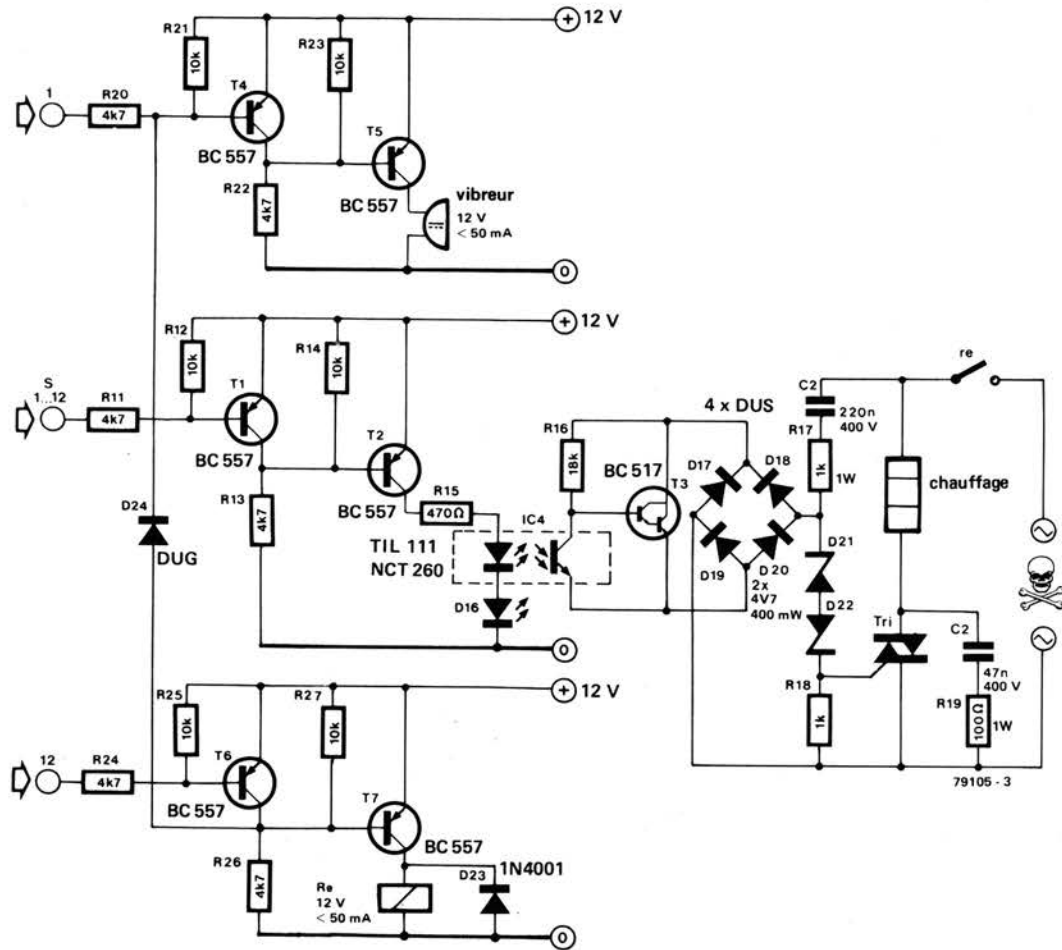 12 V
R21
10k
R23
10k
1
R20
4k7
T4
BC 557
T5
BC 557
R22
4k7
vibreur
12 V
< 50 mA
0
12 V
R12
10k
R14
10k
S
1...12
R11
4k7
T1
BC 557
T2
BC 557
R13
4k7
R15
470Ω
D24
DUG
TIL 111
NCT 260
IC4
D16
0
R16
18k
BC 517
T3
4 x DUS
D17
D18
D19
D20
2x
4V7
400 mW
C2
220n
400 V
R17
1k
1W
D21
D22
R18
1k
re
chauffage
Tri
C2
47n
400 V
R19
100Ω
1W
79105 - 3
12 V
R25
10k
R27
10k
12
R24
4k7
T6
BC 557
T7
BC 557
R26
4k7
Re
12 V
< 50 mA
D23
1N4001
0